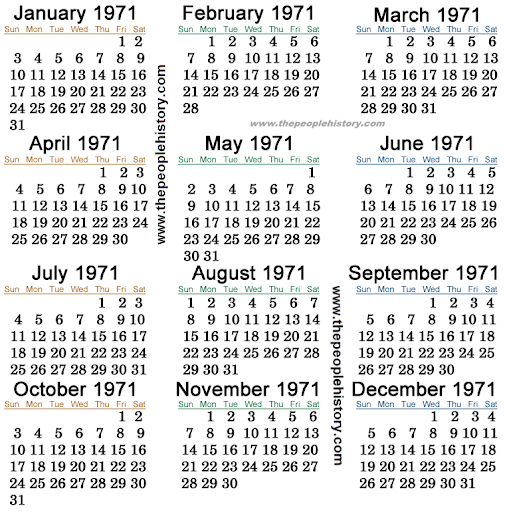 January 1971
Sun Mon Tue Wed Thu Fri Sat
1 2
3 4 5 6 7 8 9
10 11 12 13 14 15 16
17 18 19 20 21 22 23
24 25 26 27 28 29 30
31
February 1971
Sun Mon Tue Wed Thu Fri Sat
1 2 3 4 5 6
7 8 9 10 11 12 13
14 15 16 17 18 19 20
21 22 23 24 25 26 27
28
March 1971
Sun Mon Tue Wed Thu Fri Sat
1 2 3 4 5 6
7 8 9 10 11 12 13
14 15 16 17 18 19 20
21 22 23 24 25 26 27
28 29 30 31
www.thepeoplehistory.com
www.thepeoplehistory.com
April 1971
Sun Mon Tue Wed Thu Fri Sat
1 2 3
4 5 6 7 8 9 10
11 12 13 14 15 16 17
18 19 20 21 22 23 24
25 26 27 28 29 30
May 1971
Sun Mon Tue Wed Thu Fri Sat
1
2 3 4 5 6 7 8
9 10 11 12 13 14 15
16 17 18 19 20 21 22
23 24 25 26 27 28 29
30 31
June 1971
Sun Mon Tue Wed Thu Fri Sat
1 2 3 4 5
6 7 8 9 10 11 12
13 14 15 16 17 18 19
20 21 22 23 24 25 26
27 28 29 30
July 1971
Sun Mon Tue Wed Thu Fri Sat
1 2 3
4 5 6 7 8 9 10
11 12 13 14 15 16 17
18 19 20 21 22 23 24
25 26 27 28 29 30 31
August 1971
Sun Mon Tue Wed Thu Fri Sat
1 2 3 4 5 6 7
8 9 10 11 12 13 14
15 16 17 18 19 20 21
22 23 24 25 26 27 28
29 30 31
September 1971
Sun Mon Tue Wed Thu Fri Sat
1 2 3 4
5 6 7 8 9 10 11
12 13 14 15 16 17 18
19 20 21 22 23 24 25
26 27 28 29 30
www.thepeoplehistory.com
October 1971
Sun Mon Tue Wed Thu Fri Sat
1 2
3 4 5 6 7 8 9
10 11 12 13 14 15 16
17 18 19 20 21 22 23
24 25 26 27 28 29 30
31
November 1971
Sun Mon Tue Wed Thu Fri Sat
1 2 3 4 5 6
7 8 9 10 11 12 13
14 15 16 17 18 19 20
21 22 23 24 25 26 27
28 29 30
December 1971
Sun Mon Tue Wed Thu Fri Sat
1 2 3 4
5 6 7 8 9 10 11
12 13 14 15 16 17 18
19 20 21 22 23 24 25
26 27 28 29 30 31